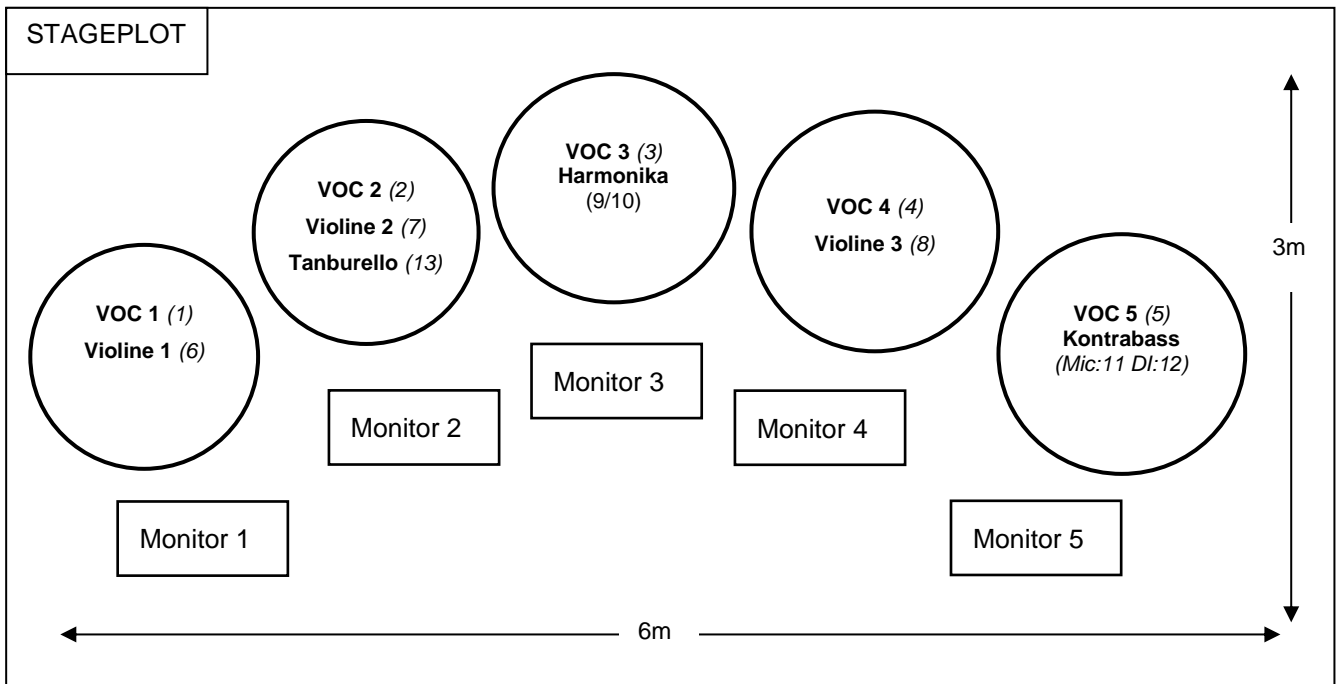 STAGEPLOT
VOC 1 (1)
Violine 1 (6)
VOC 2 (2)
Violine 2 (7)
Tanburello (13)
VOC 3 (3)
Harmonika
(9/10)
VOC 4 (4)
Violine 3 (8)
VOC 5 (5)
Kontrabass
(Mic:11 DI:12)
Monitor 1
Monitor 2
Monitor 3
Monitor 4
Monitor 5
3m
6m